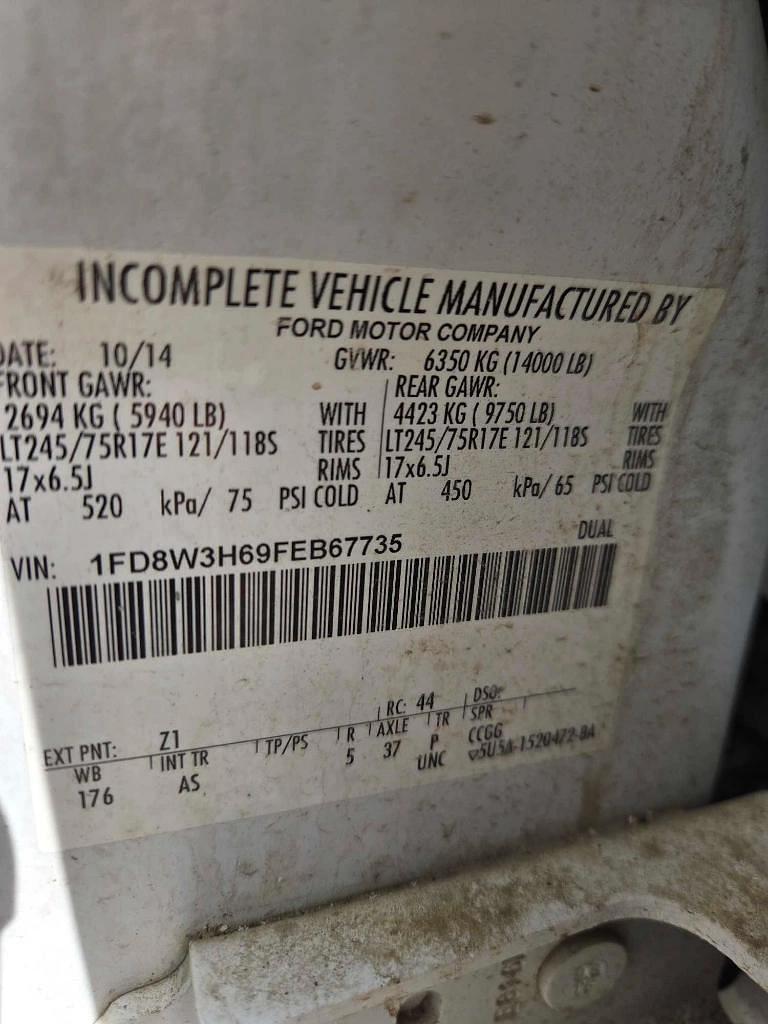 INCOMPLETE VEHICLE MANUFACTURED BY
FORD MOTOR COMPANY
DATE: 10/14 GVWR: 6350 KG (14000 LB)
FRONT GAWR: REAR GAWR:
2694 KG ( 5940 LB) WITH 4423 KG ( 9750 LB) WITH
LT245/75R17E 121/118S TIRES LT245/75R17E 121/118S TIRES
17x6.5J RIMS 17x6.5J RIMS
AT 520 kPa/ 75 PSI COLD AT 450 kPa/ 65 PSI COLD
DUAL
VIN: 1FD8W3H69FEB67735
EXT PNT: Z1 RC: 44 DSO:
WB INT TR TP/PS R AXLE TR SPR
176 AS 5 37 P CCGG
UNC 5U5A-1520472-BA